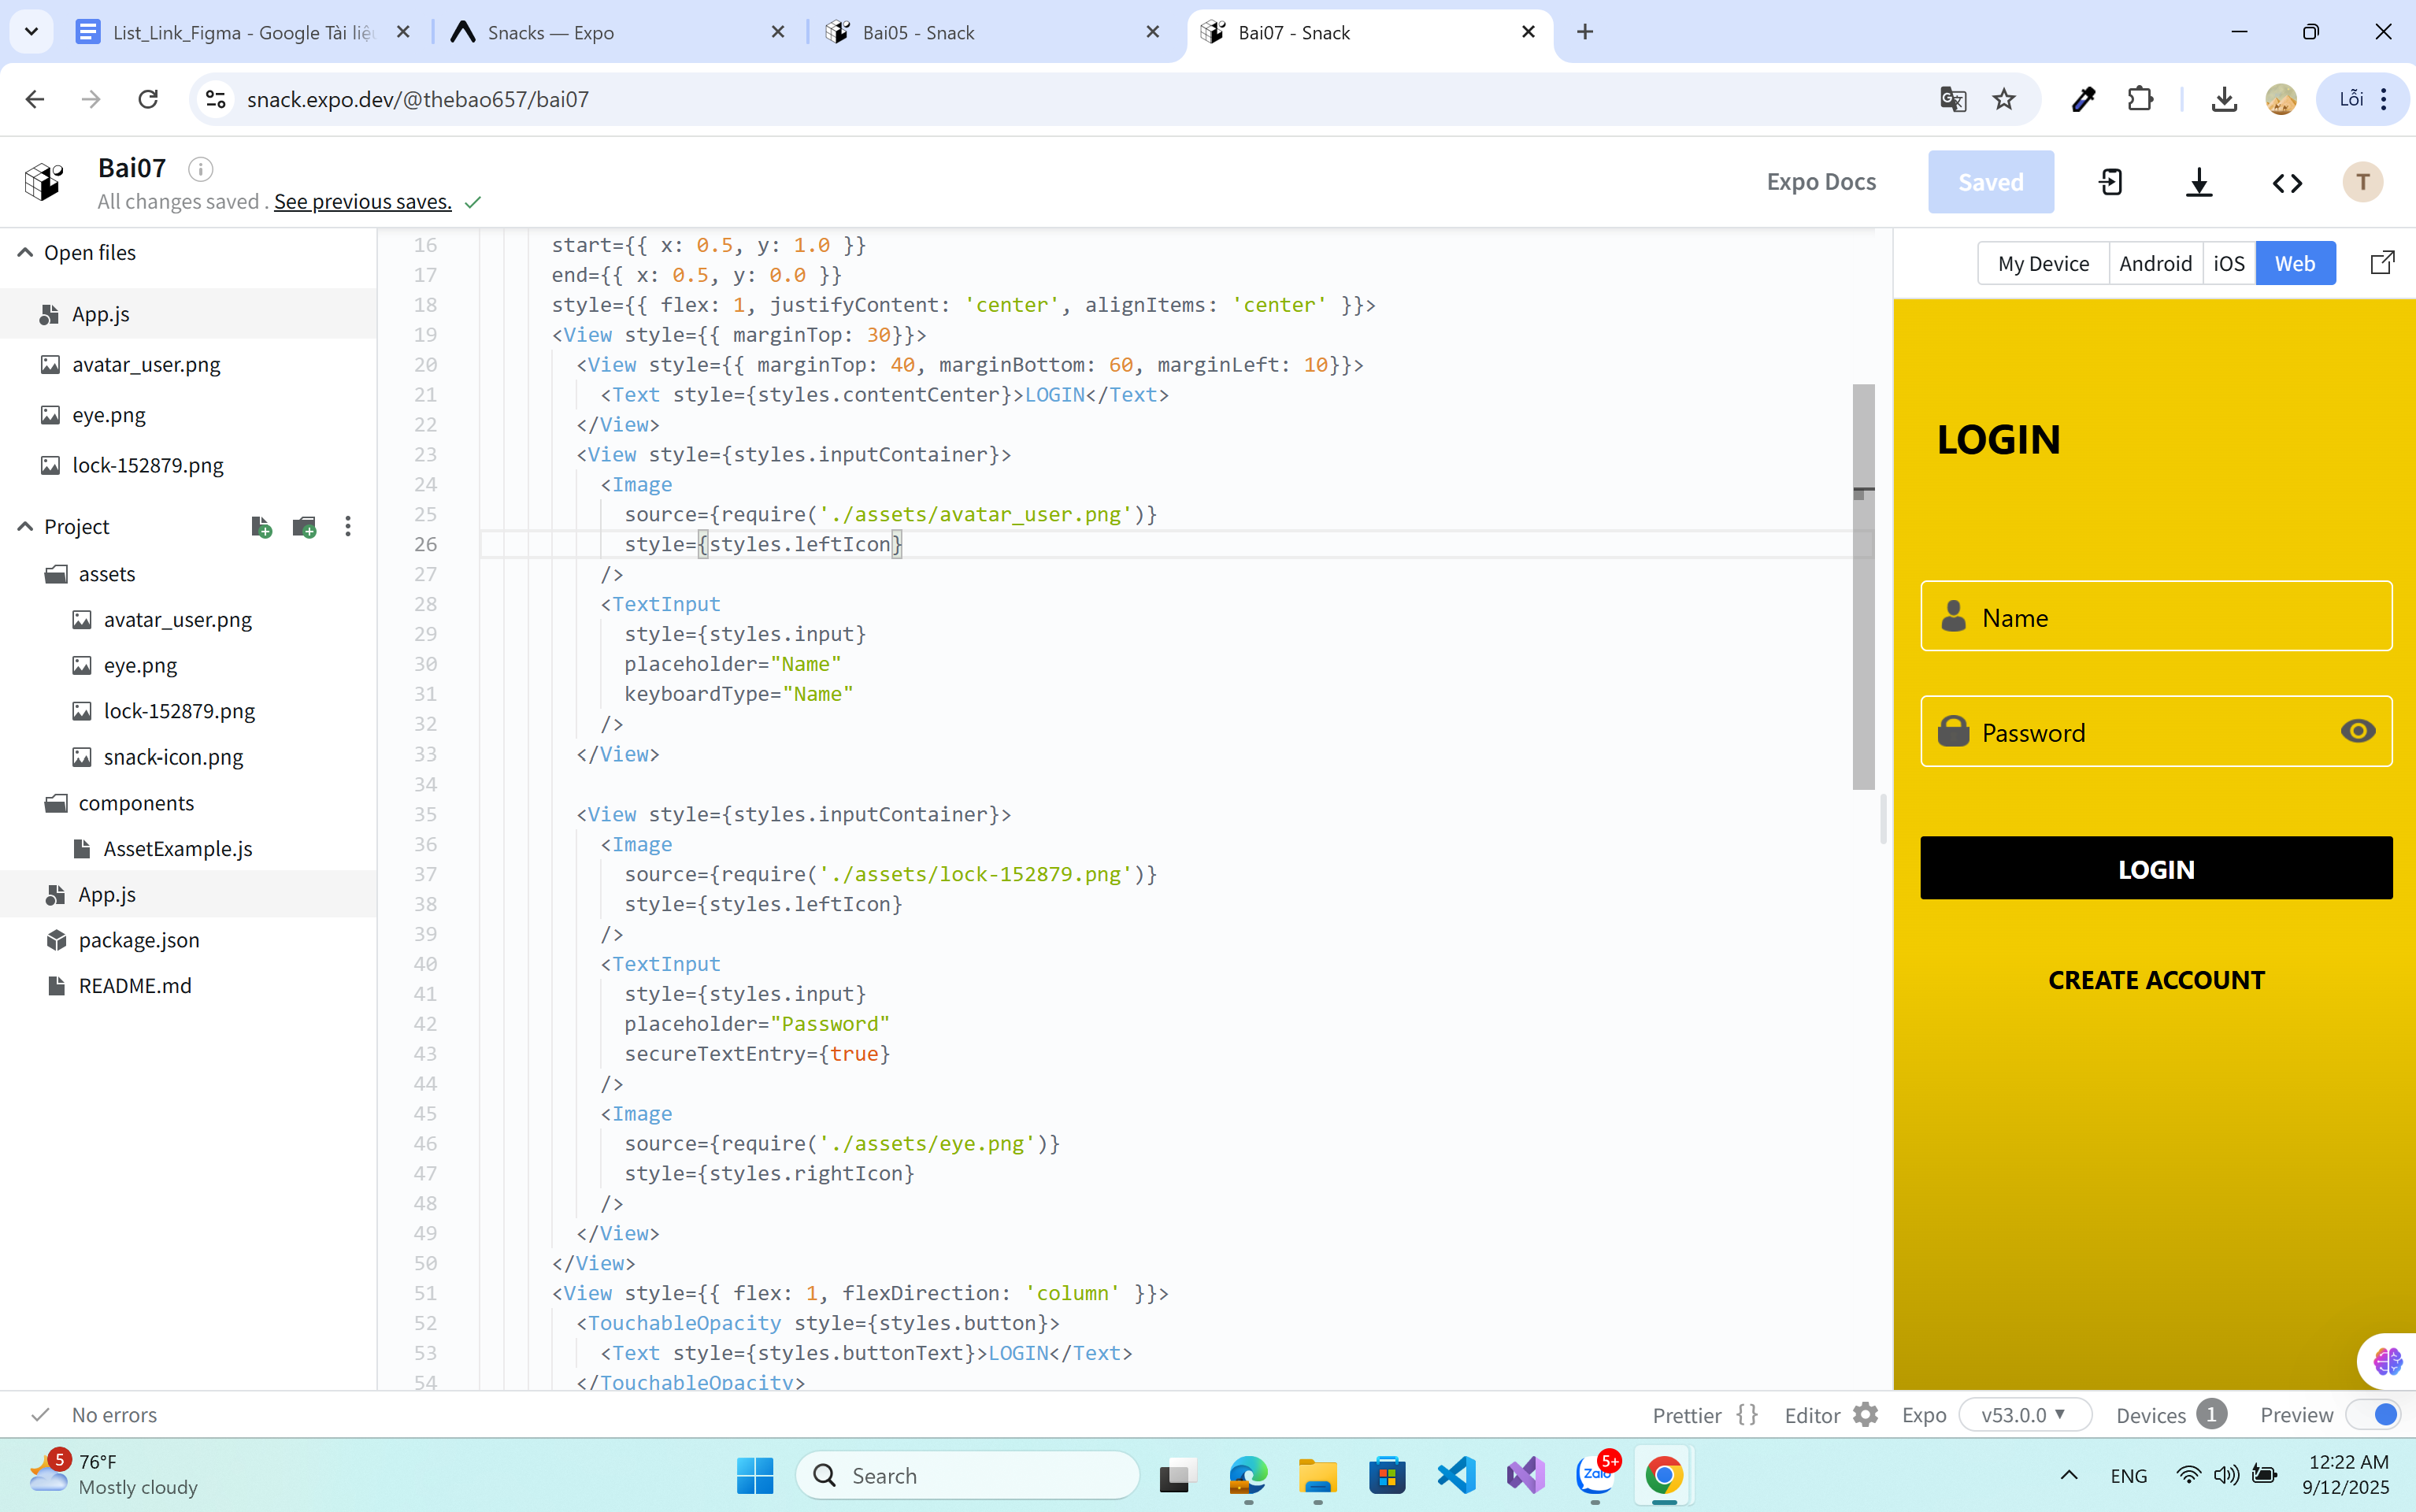 List_Link_Figma - Google Tài liệu
Snacks — Expo
Bai05 - Snack
Bai07 - Snack
snack.expo.dev/@thebao657/bai07
Lỗi
Bai07
All changes saved . See previous saves.
Expo Docs
Saved
T
Open files
App.js
avatar_user.png
eye.png
lock-152879.png
Project
assets
avatar_user.png
eye.png
lock-152879.png
snack-icon.png
components
AssetExample.js
App.js
package.json
README.md
16 start={{ x: 0.5, y: 1.0 }}
17 end={{ x: 0.5, y: 0.0 }}
18 style={{ flex: 1, justifyContent: 'center', alignItems: 'center' }}>
19 <View style={{ marginTop: 30}}>
20 <View style={{ marginTop: 40, marginBottom: 60, marginLeft: 10}}>
21 <Text style={styles.contentCenter}>LOGIN</Text>
22 </View>
23 <View style={styles.inputContainer}>
24 <Image
25 source={require('./assets/avatar_user.png')}
26 style={styles.leftIcon}
27 />
28 <TextInput
29 style={styles.input}
30 placeholder="Name"
31 keyboardType="Name"
32 />
33 </View>
34
35 <View style={styles.inputContainer}>
36 <Image
37 source={require('./assets/lock-152879.png')}
38 style={styles.leftIcon}
39 />
40 <TextInput
41 style={styles.input}
42 placeholder="Password"
43 secureTextEntry={true}
44 />
45 <Image
46 source={require('./assets/eye.png')}
47 style={styles.rightIcon}
48 />
49 </View>
50 </View>
51 <View style={{ flex: 1, flexDirection: 'column' }}>
52 <TouchableOpacity style={styles.button}>
53 <Text style={styles.buttonText}>LOGIN</Text>
54 </TouchableOpacity>
My Device Android iOS Web
LOGIN
Name
Password
LOGIN
CREATE ACCOUNT
No errors
Prettier {} Editor Expo v53.0.0 Devices 1 Preview
5
76°F
Mostly cloudy
Search
Zalo
5+
ENG
12:22 AM
9/12/2025